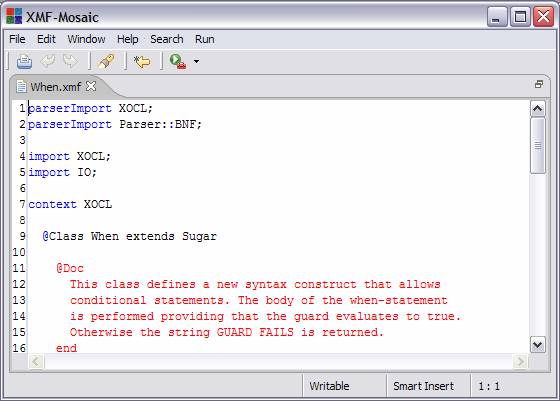 XMF-Mosaic
File Edit Window Help Search Run
When.xmf
1 parserImport XOCL;
2 parserImport Parser::BNF;
3
4 import XOCL;
5 import IO;
6
7 context XOCL
8
9 @Class When extends Sugar
10
11 @Doc
12 This class defines a new syntax construct that allows
13 conditional statements. The body of the when-statement
14 is performed providing that the guard evaluates to true.
15 Otherwise the string GUARD FAILS is returned.
16 end
Writable Smart Insert 1 : 1